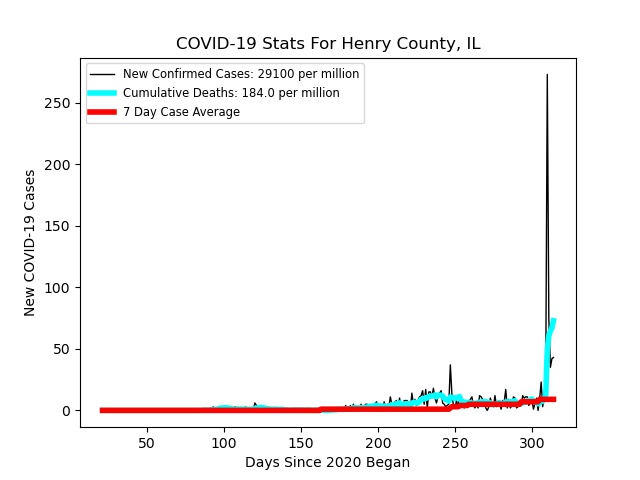 COVID-19 Stats For Henry County, IL
New Confirmed Cases: 29100 per million
Cumulative Deaths: 184.0 per million
7 Day Case Average
250
200
150
100
50
0
New COVID-19 Cases
50 100 150 200 250 300
Days Since 2020 Began